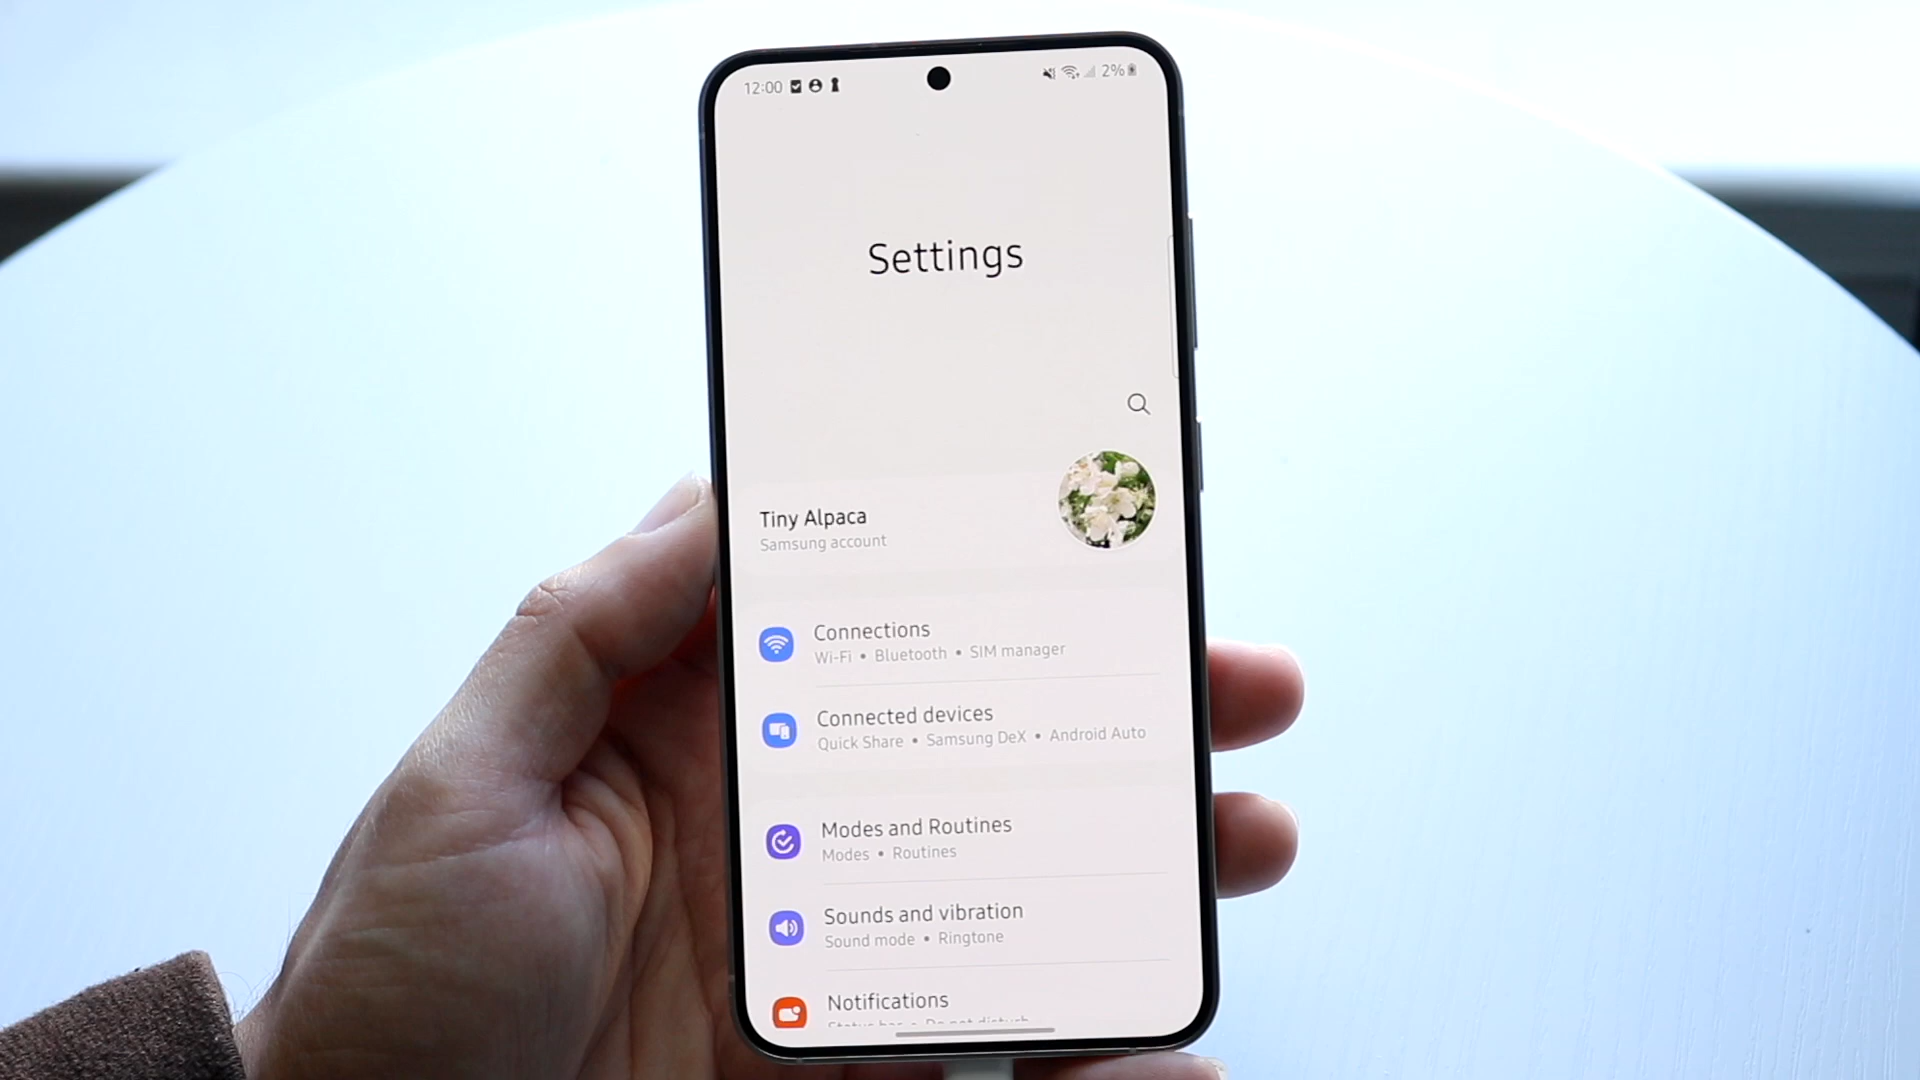 12:00 2%
Settings
Tiny Alpaca
Samsung account
Connections
Wi-Fi • Bluetooth • SIM manager
Connected devices
Quick Share • Samsung DeX • Android Auto
Modes and Routines
Modes • Routines
Sounds and vibration
Sound mode • Ringtone
Notifications
Status bar • Do not disturb